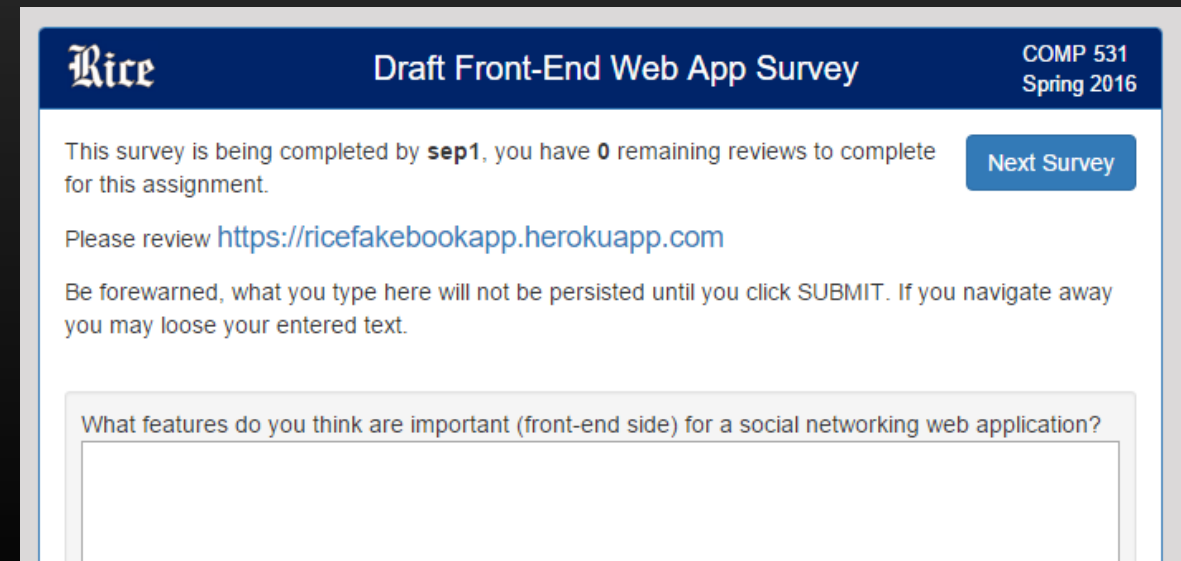 Rice
Draft Front-End Web App Survey
COMP 531
Spring 2016
This survey is being completed by sep1, you have 0 remaining reviews to complete
for this assignment.
Next Survey
Please review https://ricefakebookapp.herokuapp.com
Be forewarned, what you type here will not be persisted until you click SUBMIT. If you navigate away
you may loose your entered text.
What features do you think are important (front-end side) for a social networking web application?